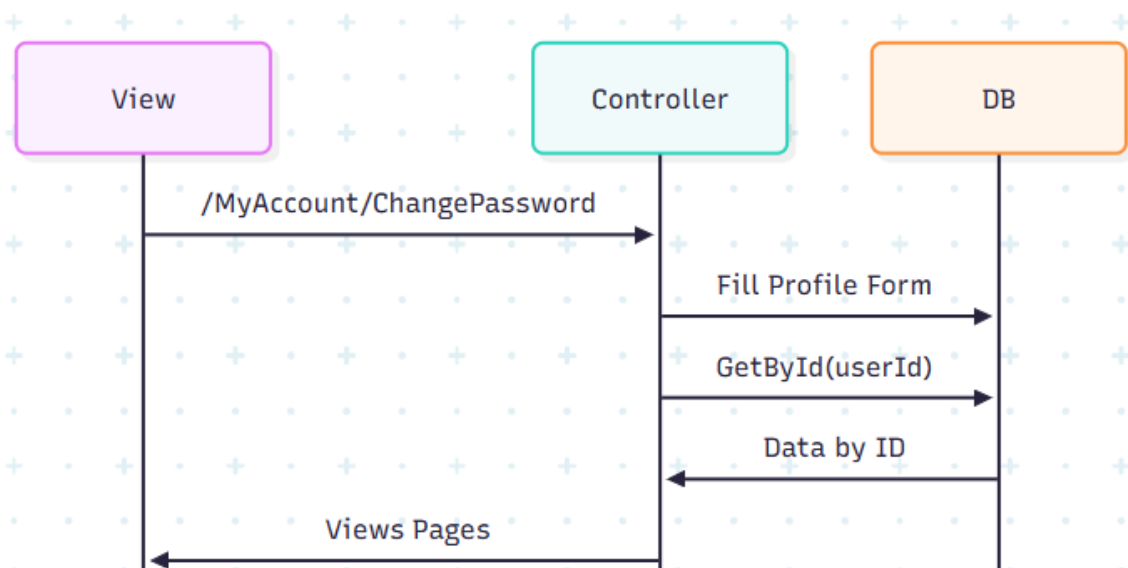 View
Controller
DB
/MyAccount/ChangePassword
Fill Profile Form
GetById(userId)
Data by ID
Views Pages